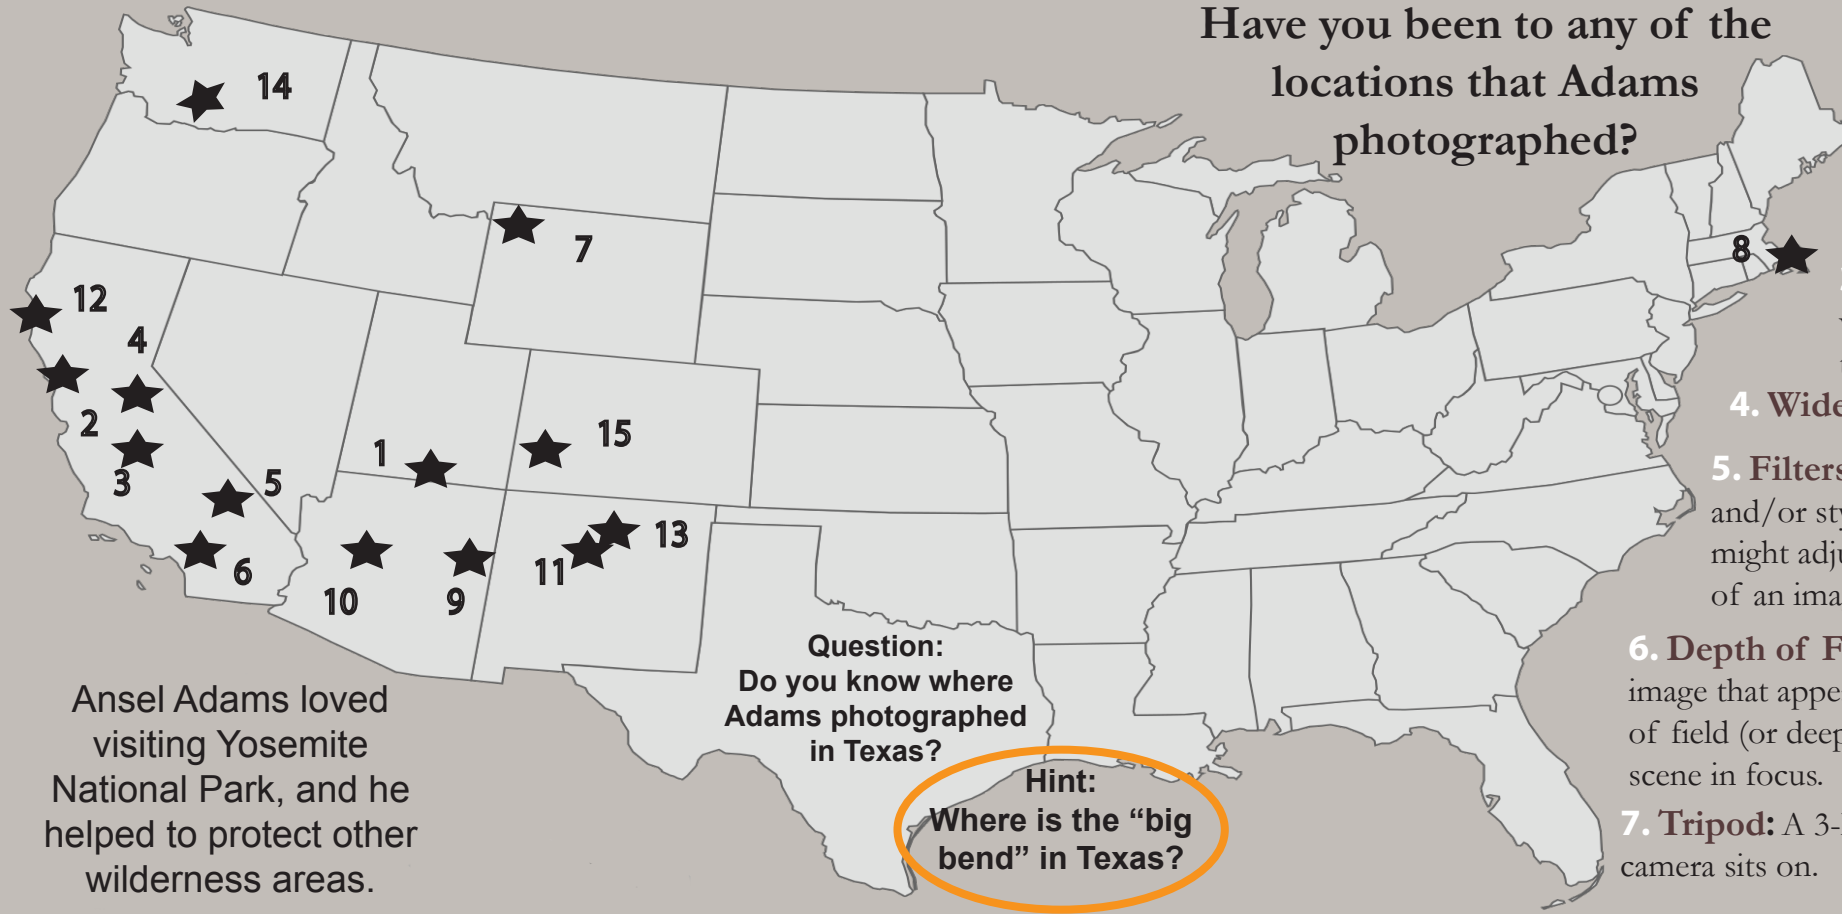 Have you been to any of the
locations that Adams
photographed?
14
7
8
12
4
2
3
5
6
1
15
10
9
11
13
Question:
Do you know where
Adams photographed
in Texas?
Hint:
Where is the “big
bend” in Texas?
Ansel Adams loved
visiting Yosemite
National Park, and he
helped to protect other
wilderness areas.
4. Wide
5. Filters
and/or sty
might adju
of an ima
6. Depth of F
image that appe
of field (or deep
scene in focus.
7. Tripod: A 3-
camera sits on.